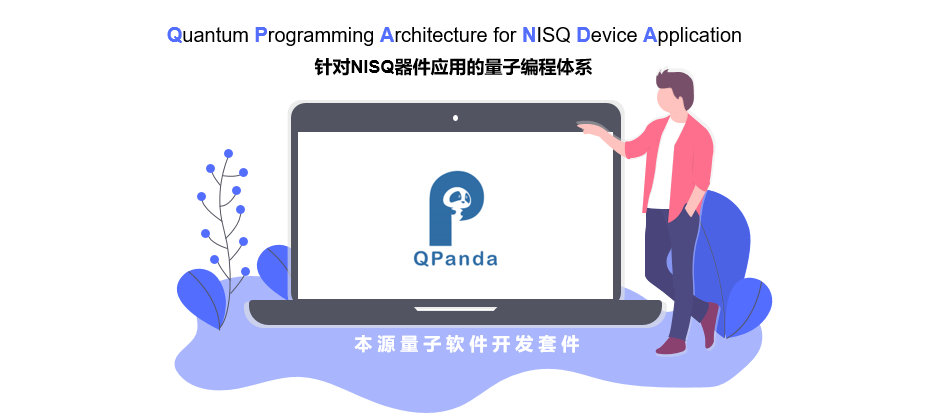 Quantum Programming Architecture for NISQ Device Application
针对NISQ器件应用的量子编程体系
QPanda
本源量子软件开发套件